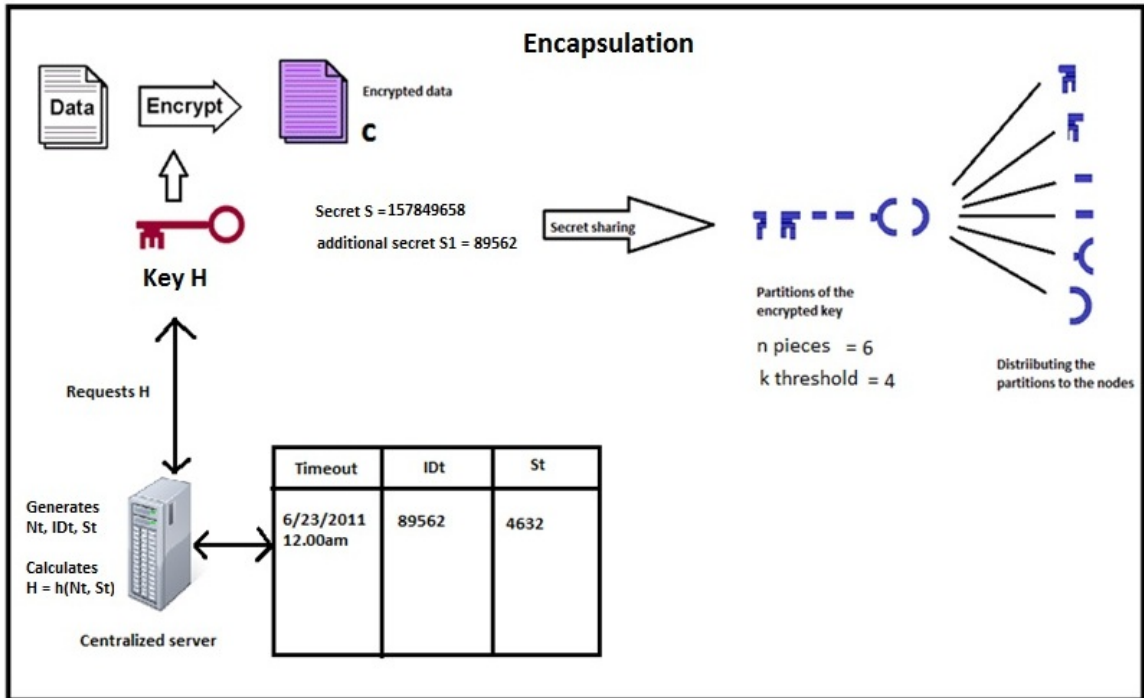 Encapsulation
Data
Encrypt
Encrypted data
C
Key H
Secret S =157849658
additional secret S1 = 89562
Secret sharing
Partitions of the
encrypted key
n pieces = 6
k threshold = 4
Distriibuting the
partitions to the nodes
Requests H
Generates
Nt, IDt, St
Calculates
H = h(Nt, St)
Centralized server
Timeout IDt St
6/23/2011 89562 4632
12.00am